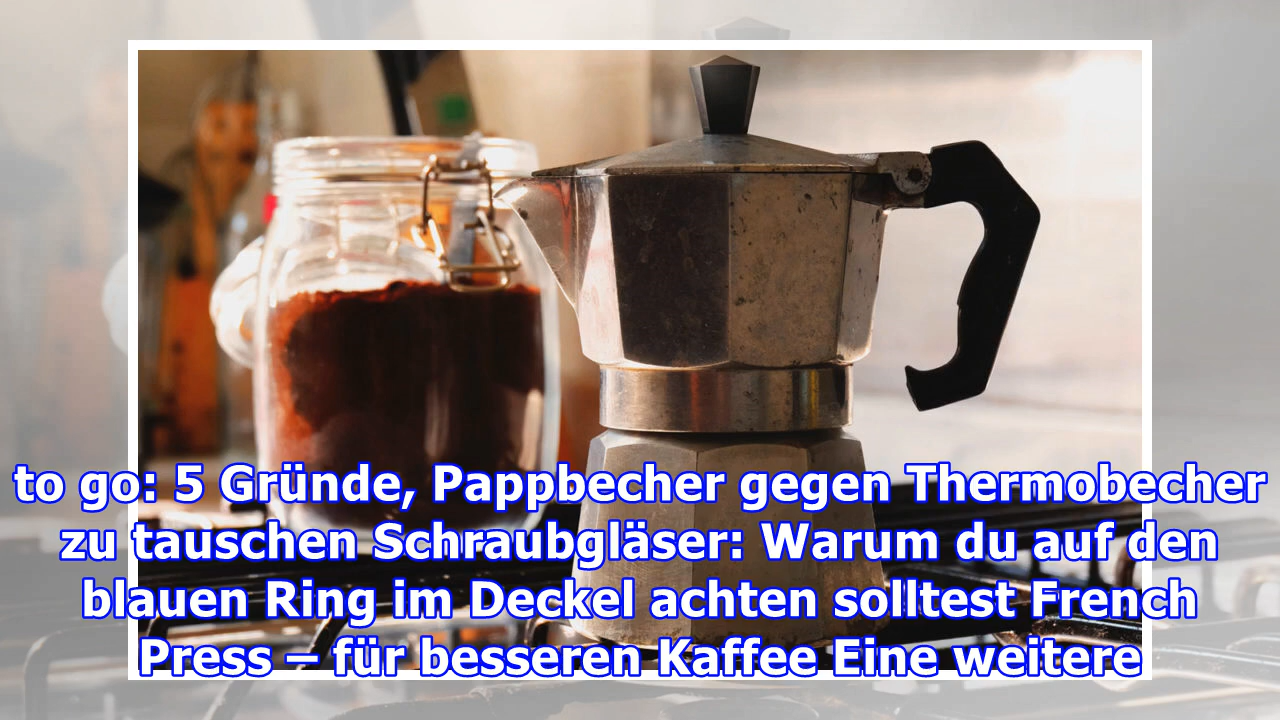 to go: 5 Gründe, Pappbecher gegen Thermobecher
zu tauschen Schraubgläser: Warum du auf den
blauen Ring im Deckel achten solltest French
Press – für besseren Kaffee Eine weitere